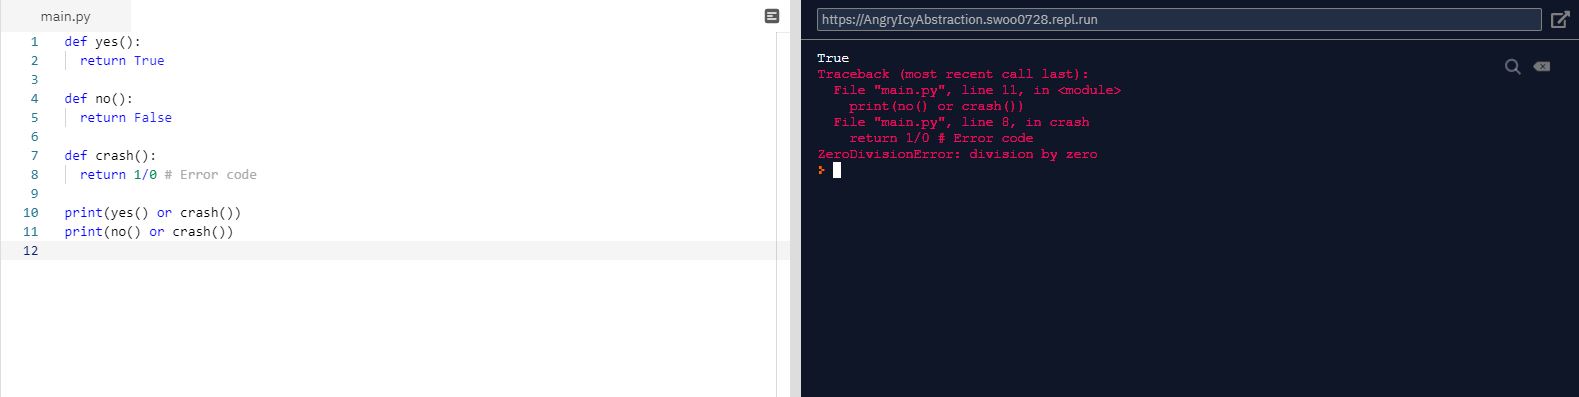 main.py
1 def yes():
2   return True
3
4 def no():
5   return False
6
7 def crash():
8   return 1/0 # Error code
9
10 print(yes() or crash())
11 print(no() or crash())
12
https://AngryIcyAbstraction.swoo0728.repl.run
True
Traceback (most recent call last):
  File "main.py", line 11, in <module>
    print(no() or crash())
  File "main.py", line 8, in crash
    return 1/0 # Error code
ZeroDivisionError: division by zero